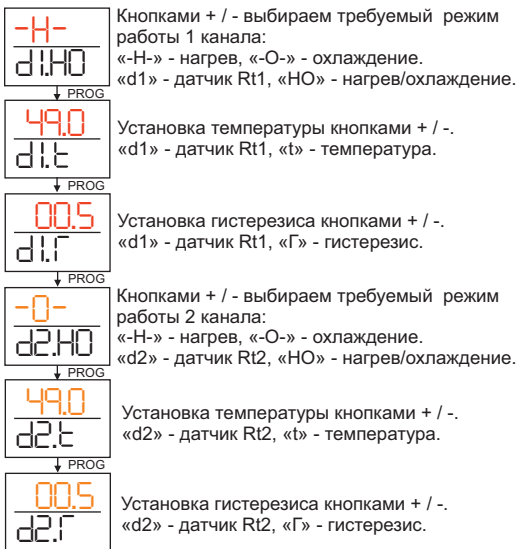 -H-
d1.HO
Кнопками + / - выбираем требуемый режим
работы 1 канала:
«-Н-» - нагрев, «-О-» - охлаждение.
«d1» - датчик Rt1, «НО» - нагрев/охлаждение.
PROG
49.0
d1.t
Установка температуры кнопками + / -.
«d1» - датчик Rt1, «t» - температура.
PROG
00.5
d1.Г
Установка гистерезиса кнопками + / -.
«d1» - датчик Rt1, «Г» - гистерезис.
PROG
-O-
d2.HO
Кнопками + / - выбираем требуемый режим
работы 2 канала:
«-Н-» - нагрев, «-О-» - охлаждение.
«d2» - датчик Rt2, «НО» - нагрев/охлаждение.
PROG
49.0
d2.t
Установка температуры кнопками + / -.
«d2» - датчик Rt2, «t» - температура.
PROG
00.5
d2.Г
Установка гистерезиса кнопками + / -.
«d2» - датчик Rt2, «Г» - гистерезис.